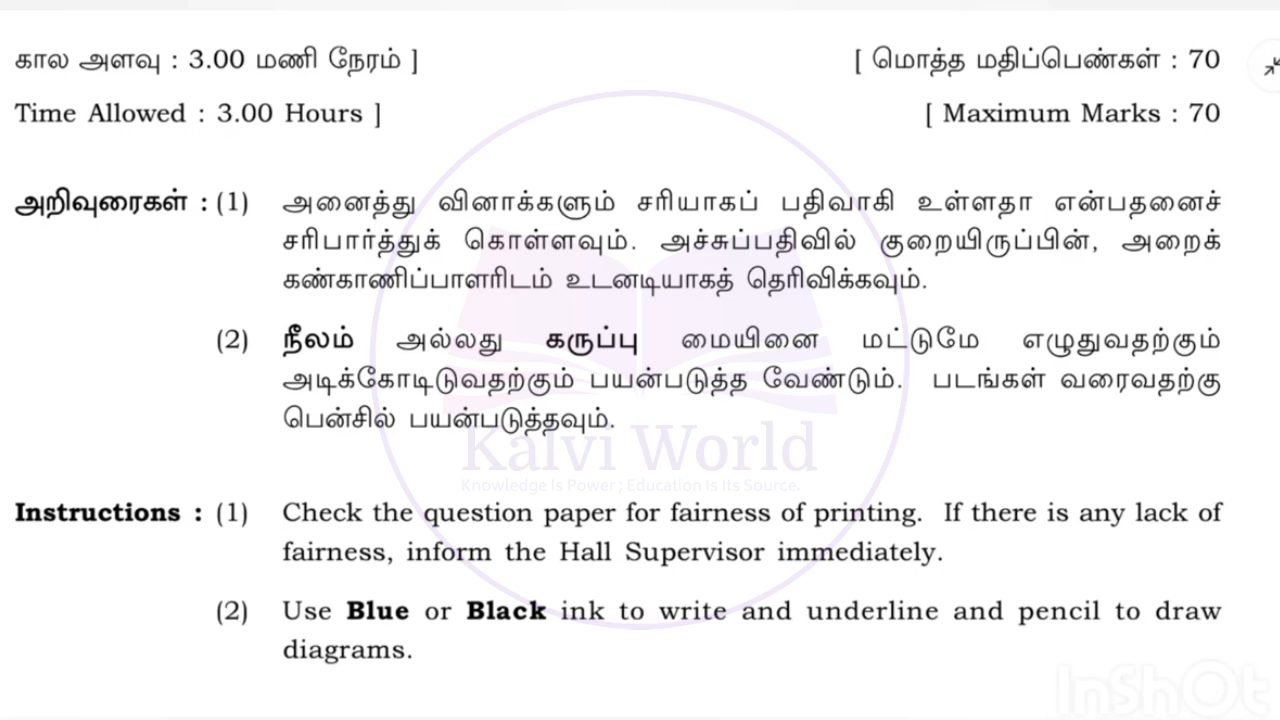 கால அளவு : 3.00 மணி நேரம் ] [ மொத்த மதிப்பெண்கள் : 70
Time Allowed : 3.00 Hours ] [ Maximum Marks : 70
அறிவுரைகள் : (1) அனைத்து வினாக்களும் சரியாகப் பதிவாகி உள்ளதா என்பதனைச்
சரிபார்த்துக் கொள்ளவும். அச்சுப்பதிவில் குறையிருப்பின், அறைக்
கண்காணிப்பாளரிடம் உடனடியாகத் தெரிவிக்கவும்.
(2) நீலம் அல்லது கருப்பு மையினை மட்டுமே எழுதுவதற்கும்
அடிக்கோடிடுவதற்கும் பயன்படுத்த வேண்டும். படங்கள் வரைவதற்கு
பென்சில் பயன்படுத்தவும்.
Kalvi World
Knowledge Is Power ; Education Is Its Source.
Instructions : (1) Check the question paper for fairness of printing. If there is any lack of
fairness, inform the Hall Supervisor immediately.
(2) Use Blue or Black ink to write and underline and pencil to draw
diagrams.
InShOt